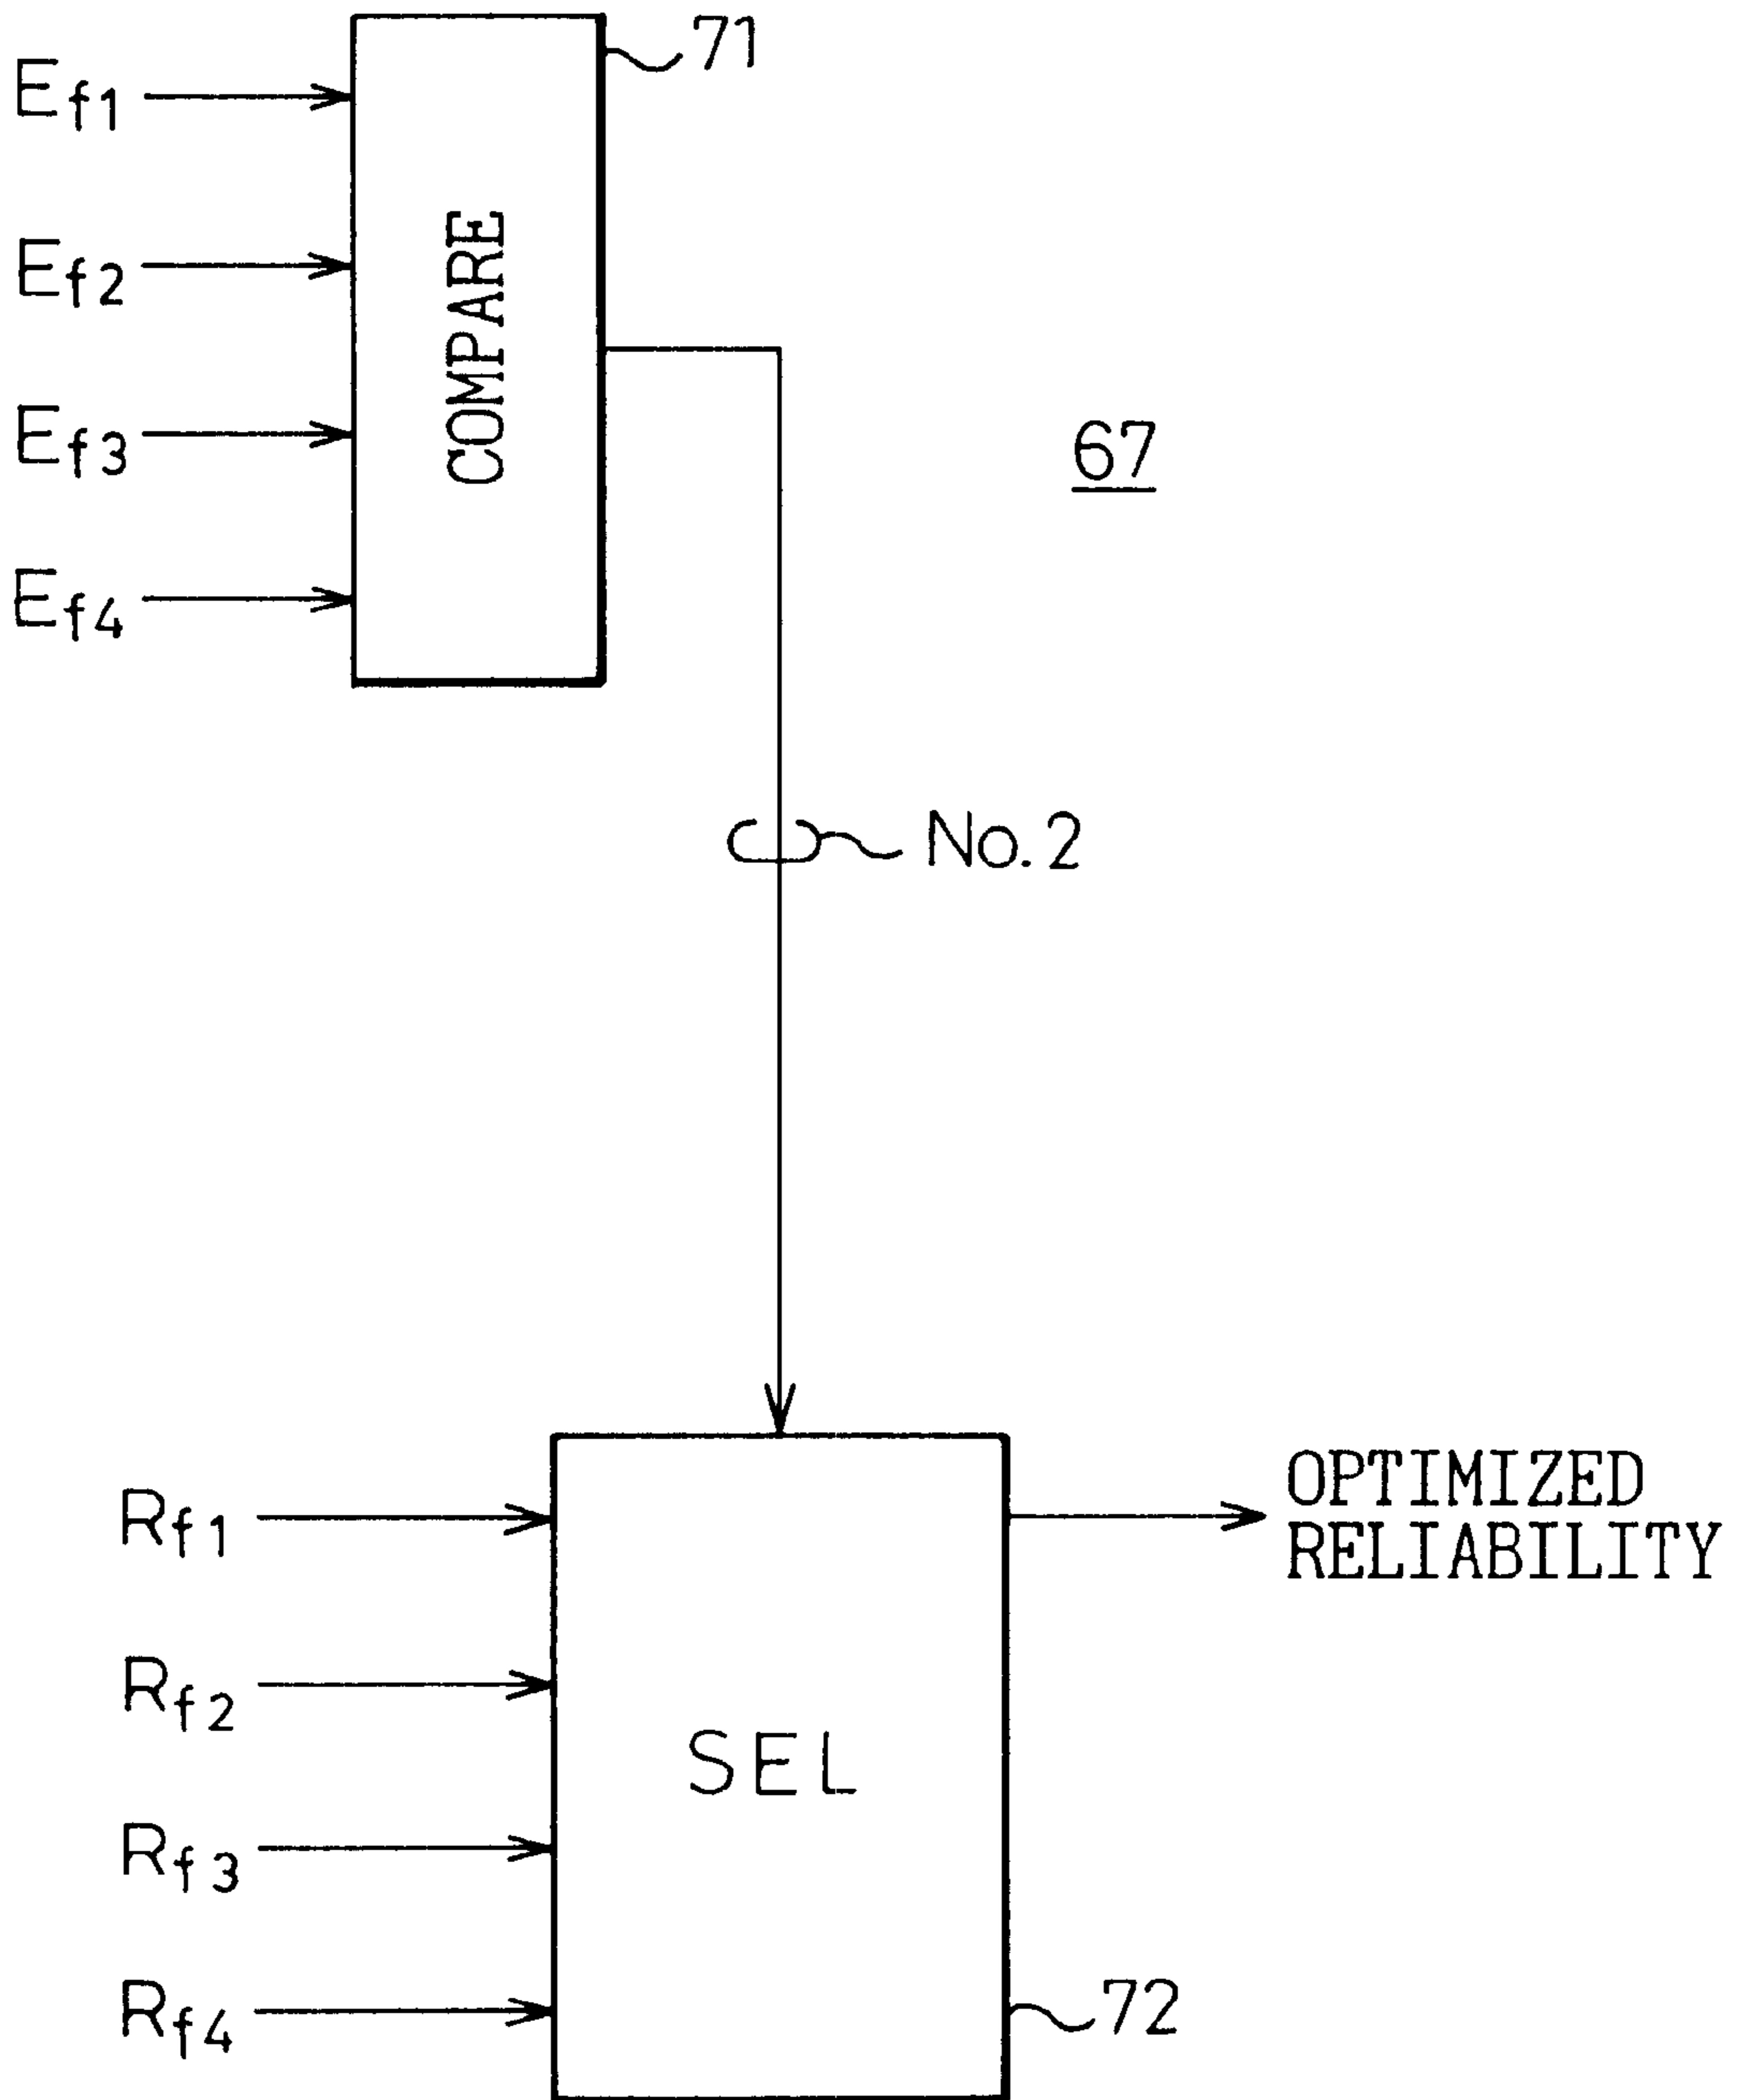 71
Ef1
Ef2
Ef3
Ef4
COMPARE
67
No.2
Rf1
Rf2
Rf3
Rf4
SEL
OPTIMIZED
RELIABILITY
72